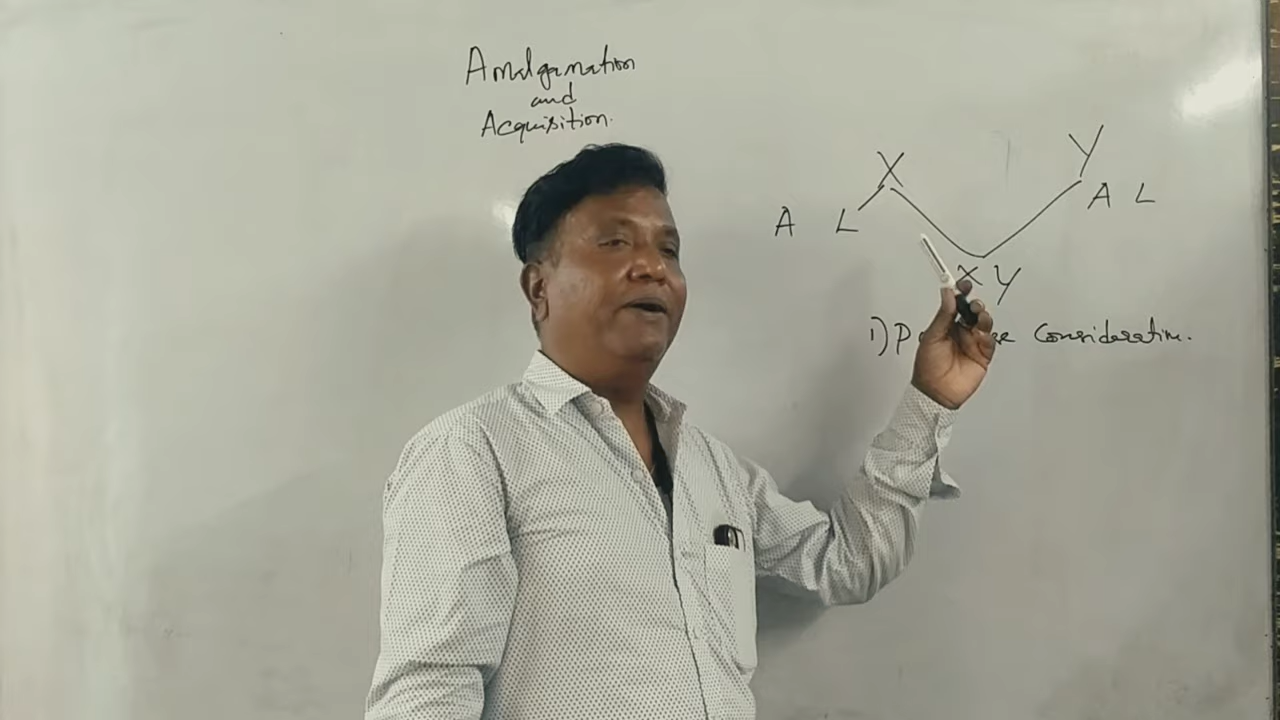 Amalgamation
and
Acquisition.
X Y
A L A L
X Y
1) Consideration.